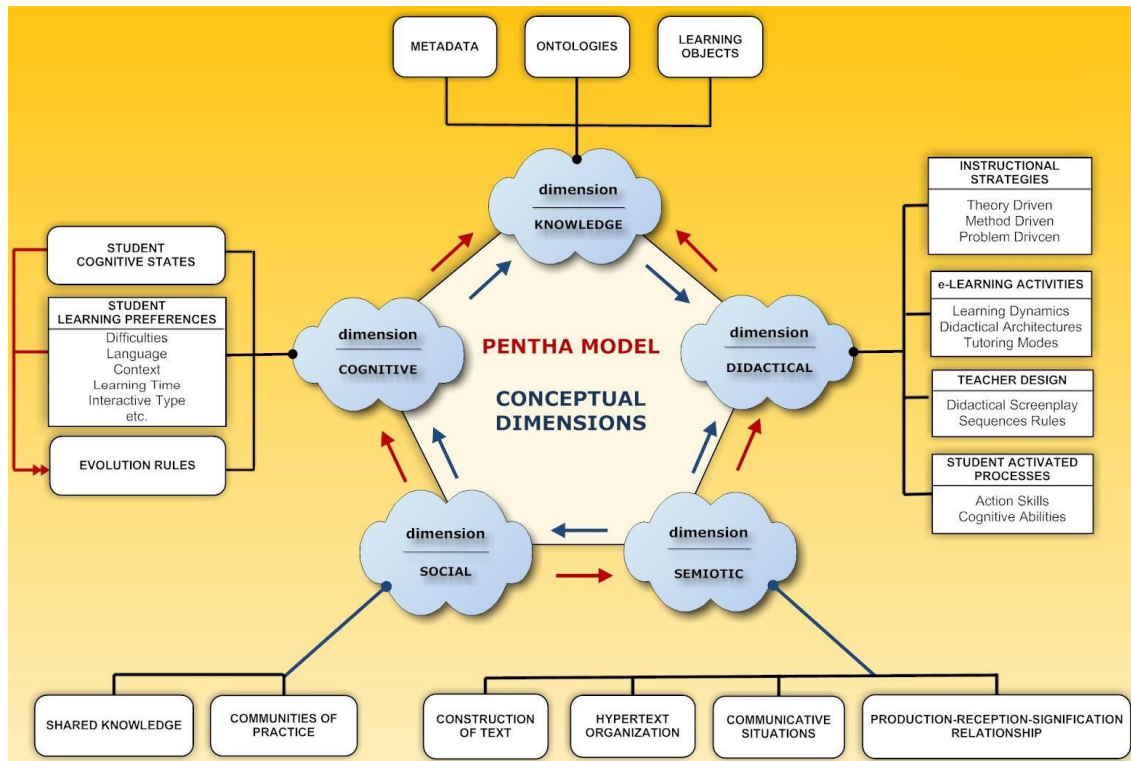 METADATA
ONTOLOGIES
LEARNING
OBJECTS
dimension
KNOWLEDGE
INSTRUCTIONAL
STRATEGIES
Theory Driven
Method Driven
Problem Drivcen
e-LEARNING ACTIVITIES
Learning Dynamics
Didactical Architectures
Tutoring Modes
TEACHER DESIGN
Didactical Screenplay
Sequences Rules
STUDENT ACTIVATED
PROCESSES
Action Skills
Cognitive Abilities
STUDENT
COGNITIVE STATES
STUDENT
LEARNING PREFERENCES
Difficulties
Language
Context
Learning Time
Interactive Type
etc.
EVOLUTION RULES
dimension
COGNITIVE
PENTHA MODEL
CONCEPTUAL
DIMENSIONS
dimension
DIDACTICAL
dimension
SOCIAL
dimension
SEMIOTIC
SHARED KNOWLEDGE
COMMUNITIES OF
PRACTICE
CONSTRUCTION
OF TEXT
HYPERTEXT
ORGANIZATION
COMMUNICATIVE
SITUATIONS
PRODUCTION-RECEPTION-SIGNIFICATION
RELATIONSHIP